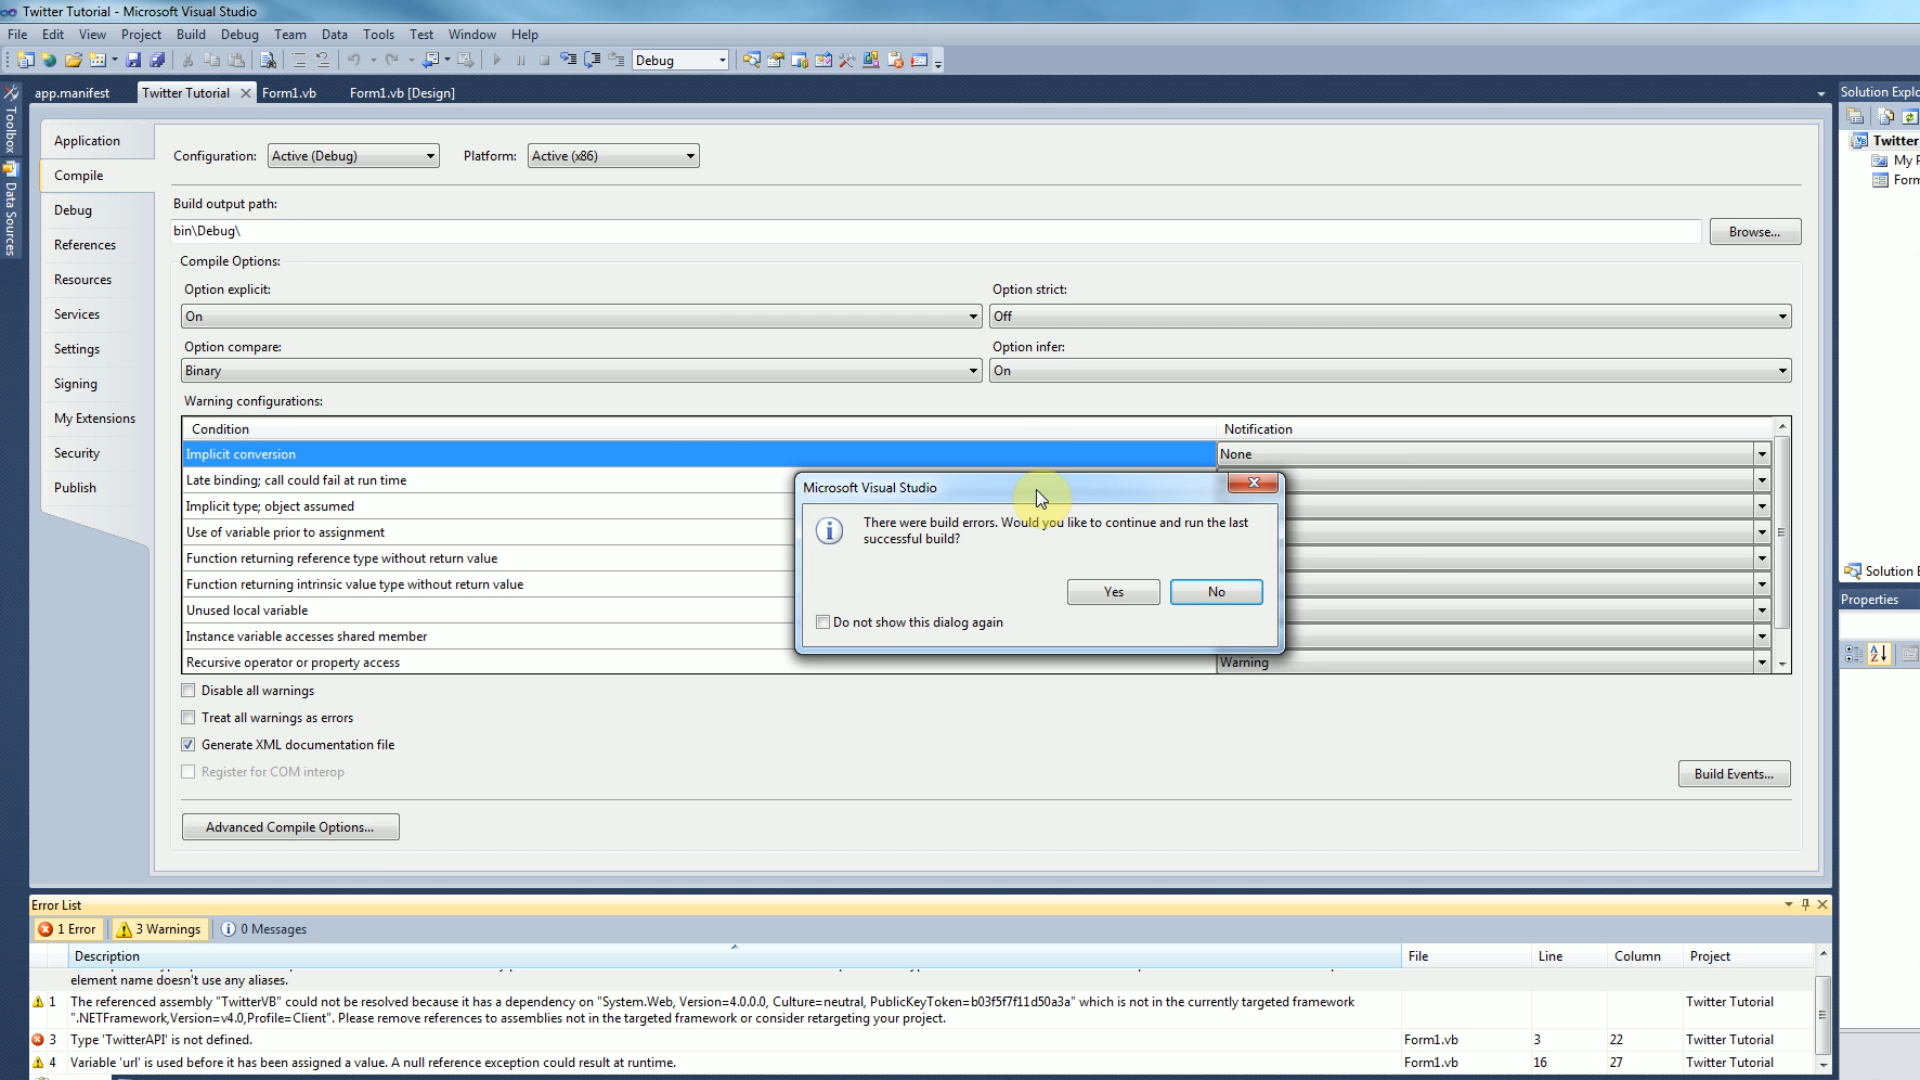 Twitter Tutorial - Microsoft Visual Studio
File Edit View Project Build Debug Team Data Tools Test Window Help
Debug
app.manifest Twitter Tutorial Form1.vb Form1.vb [Design]
Solution Explo
Toolbox
Data Sources
Twitter
My P
Form
Application
Compile
Debug
References
Resources
Services
Settings
Signing
My Extensions
Security
Publish
Configuration: Active (Debug) Platform: Active (x86)
Build output path:
bin\Debug\ Browse...
Compile Options:
Option explicit: Option strict:
On Off
Option compare: Option infer:
Binary On
Warning configurations:
Condition Notification
Implicit conversion None
Late binding; call could fail at run time
Implicit type; object assumed
Use of variable prior to assignment
Function returning reference type without return value
Function returning intrinsic value type without return value
Unused local variable
Instance variable accesses shared member
Recursive operator or property access Warning
Microsoft Visual Studio
There were build errors. Would you like to continue and run the last
successful build?
Yes No
Do not show this dialog again
Disable all warnings
Treat all warnings as errors
Generate XML documentation file
Register for COM interop
Build Events...
Advanced Compile Options...
Solution E
Properties
Error List
1 Error 3 Warnings 0 Messages
Description File Line Column Project
element name doesn't use any aliases.
1 The referenced assembly "TwitterVB" could not be resolved because it has a dependency on "System.Web, Version=4.0.0.0, Culture=neutral, PublicKeyToken=b03f5f7f11d50a3a" which is not in the currently targeted framework Twitter Tutorial
".NETFramework,Version=v4.0,Profile=Client". Please remove references to assemblies not in the targeted framework or consider retargeting your project.
3 Type 'TwitterAPI' is not defined. Form1.vb 3 22 Twitter Tutorial
4 Variable 'url' is used before it has been assigned a value. A null reference exception could result at runtime. Form1.vb 16 27 Twitter Tutorial